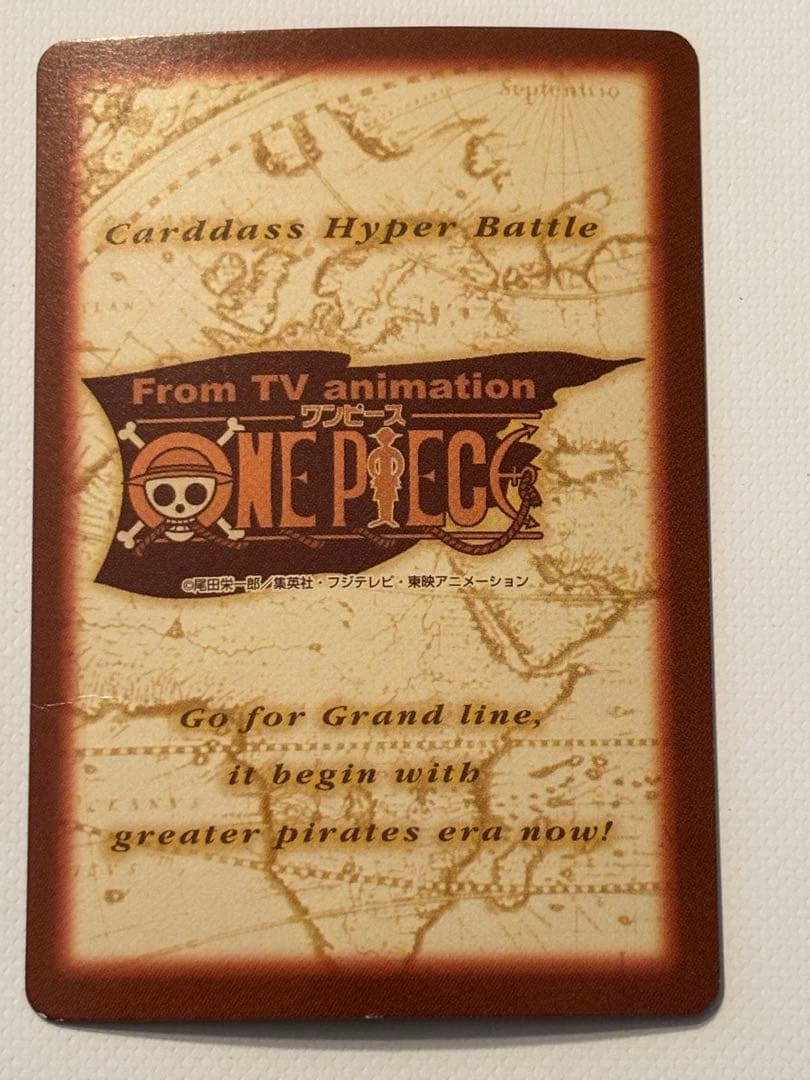 Septentrio
Carddass Hyper Battle
From TV animation
ワンピース
ONE PIECE
©尾田栄一郎/集英社・フジテレビ・東映アニメーション
Go for Grand line,
it begin with
greater pirates era now!